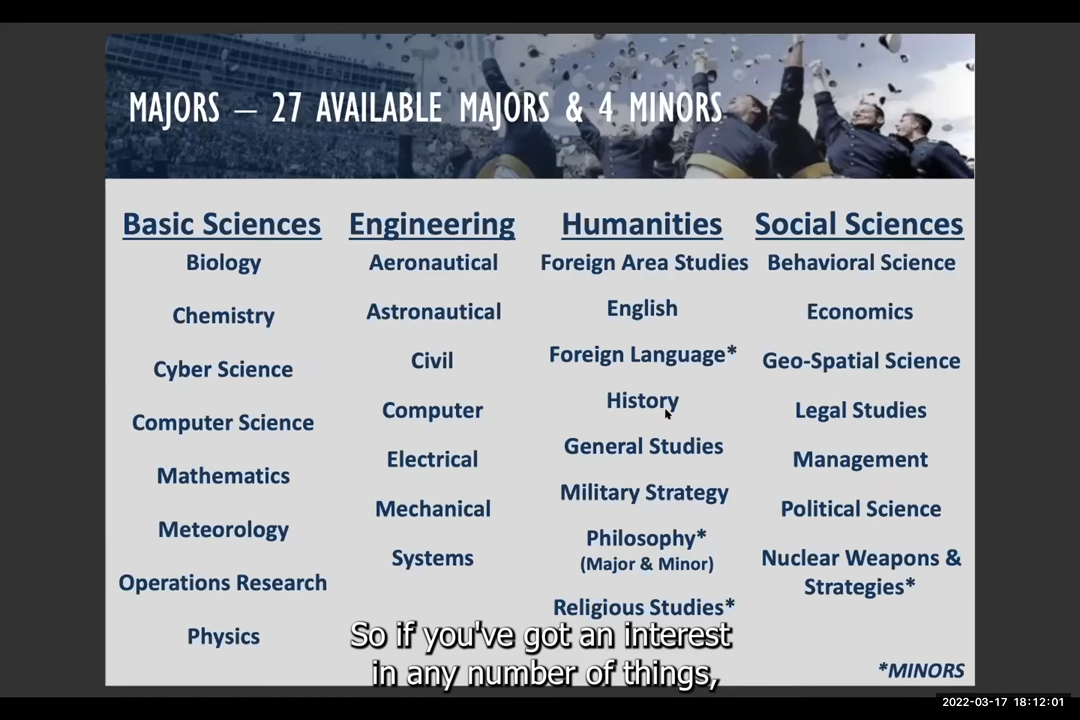 MAJORS – 27 AVAILABLE MAJORS & 4 MINORS
Basic Sciences
Biology
Chemistry
Cyber Science
Computer Science
Mathematics
Meteorology
Operations Research
Physics
Engineering
Aeronautical
Astronautical
Civil
Computer
Electrical
Mechanical
Systems
Humanities
Foreign Area Studies
English
Foreign Language*
History
General Studies
Military Strategy
Philosophy*
(Major & Minor)
Religious Studies*
Social Sciences
Behavioral Science
Economics
Geo-Spatial Science
Legal Studies
Management
Political Science
Nuclear Weapons &
Strategies*
*MINORS
So if you've got an interest
in any number of things,
2022-03-17 18:12:01